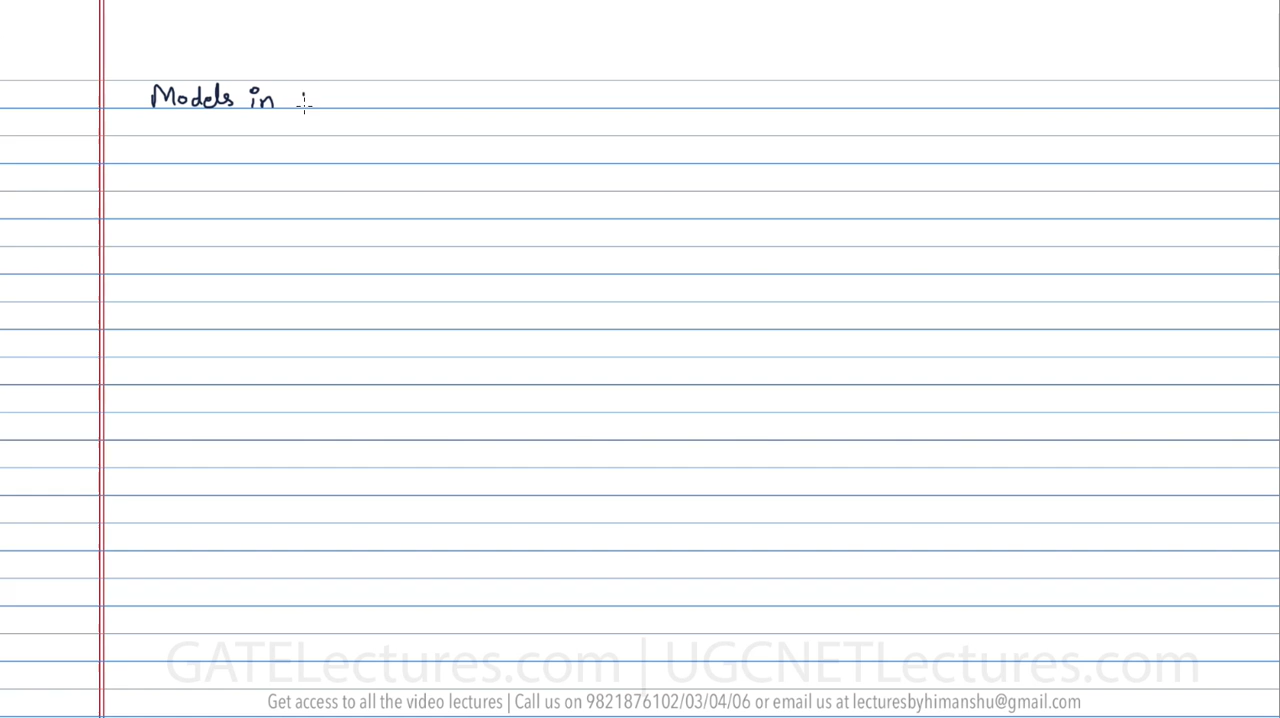 Models in
GATELectures.com | UGCNETLectures.com
Get access to all the video lectures | Call us on 9821876102/03/04/06 or email us at lecturesbyhimanshu@gmail.com